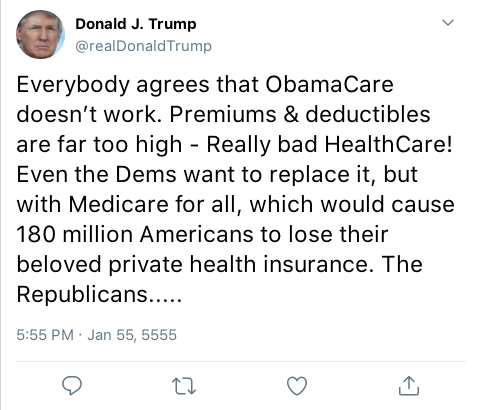 Donald J. Trump
@realDonaldTrump
Everybody agrees that ObamaCare
doesn’t work. Premiums & deductibles
are far too high - Really bad HealthCare!
Even the Dems want to replace it, but
with Medicare for all, which would cause
180 million Americans to lose their
beloved private health insurance. The
Republicans.....
5:55 PM · Jan 55, 5555